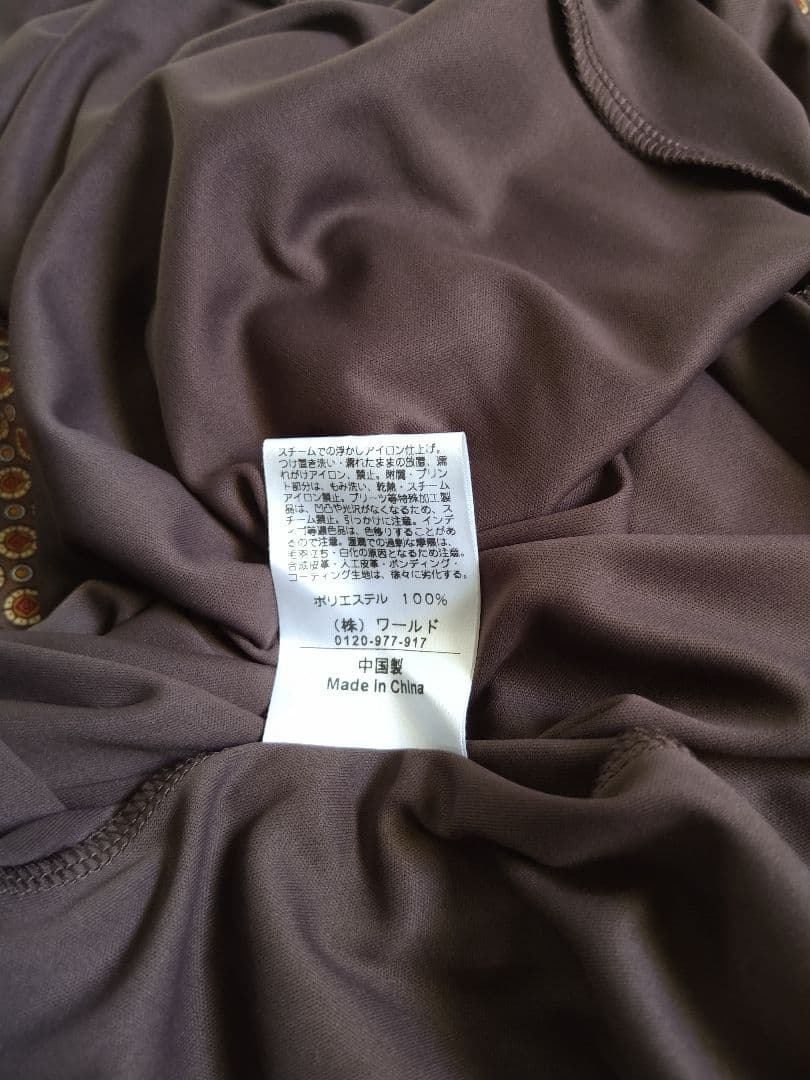 スチームでの浮かしアイロン仕上げ。
つけ置き洗い・濡れたままの放置、濡
れがけアイロン、禁止。附属・プリン
ト部分は、もみ洗い、乾熱・スチーム
アイロン禁止。プリーツ等特殊加工製
品は、凹凸や光沢がなくなるため、ス
チーム禁止。引っかけに注意。インデ
ィゴ等濃色品は、色移りすることがあ
るので注意。湿潤での過剰な摩擦は、
毛羽立ち・白化の原因となるため注意。
合成皮革・人工皮革・ボンディング・
コーティング生地は、徐々に劣化する。
ポリエステル 100%
(株) ワールド
0120-977-917
中国製
Made in China